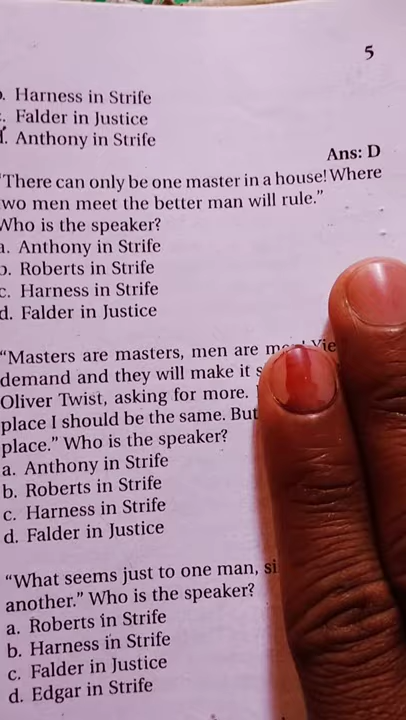 5
. Harness in Strife
. Falder in Justice
d. Anthony in Strife
Ans: D
"There can only be one master in a house! Where
wo men meet the better man will rule."
Who is the speaker?
a. Anthony in Strife
b. Roberts in Strife
c. Harness in Strife
d. Falder in Justice
"Masters are masters, men are
demand and they will make it
Oliver Twist, asking for more.
place I should be the same. But
place." Who is the speaker?
a. Anthony in Strife
b. Roberts in Strife
c. Harness in Strife
d. Falder in Justice
"What seems just to one man,
another." Who is the speaker?
a. Roberts in Strife
b. Harness in Strife
c. Falder in Justice
d. Edgar in Strife